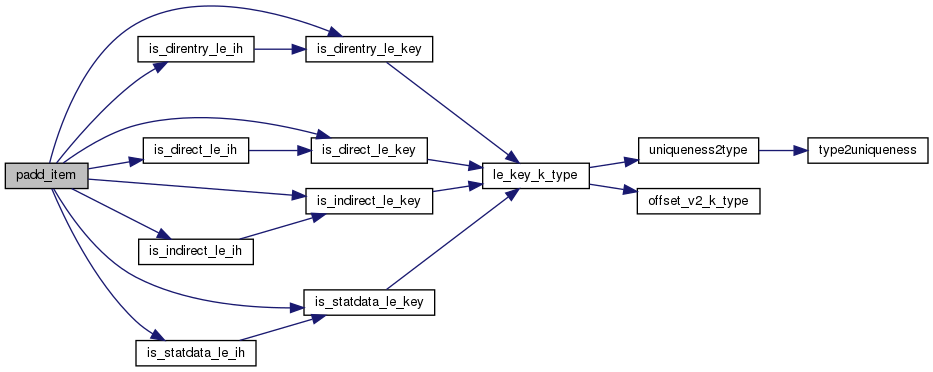 padd_item
is_direntry_le_ih
is_direntry_le_key
is_direct_le_ih
is_direct_le_key
is_indirect_le_key
is_indirect_le_ih
is_statdata_le_key
is_statdata_le_ih
le_key_k_type
uniqueness2type
type2uniqueness
offset_v2_k_type